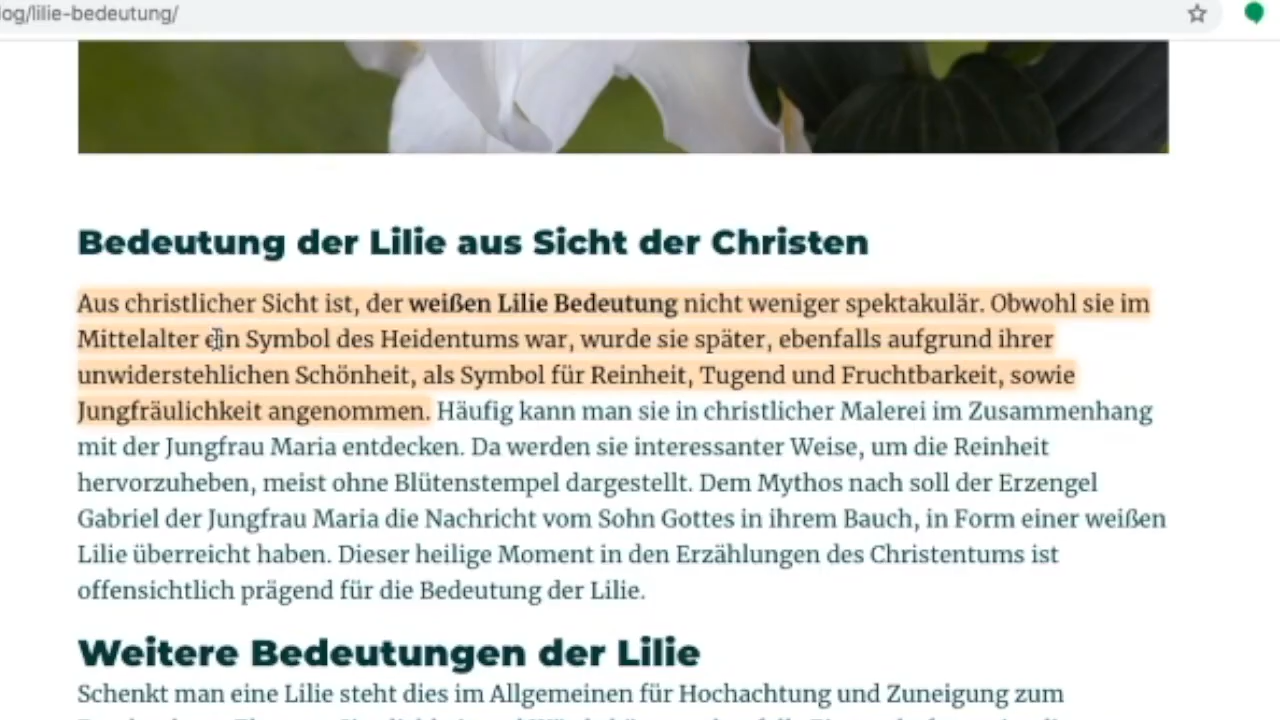 log/lilie-bedeutung/
Bedeutung der Lilie aus Sicht der Christen
Aus christlicher Sicht ist, der weißen Lilie Bedeutung nicht weniger spektakulär. Obwohl sie im
Mittelalter ein Symbol des Heidentums war, wurde sie später, ebenfalls aufgrund ihrer
unwiderstehlichen Schönheit, als Symbol für Reinheit, Tugend und Fruchtbarkeit, sowie
Jungfräulichkeit angenommen. Häufig kann man sie in christlicher Malerei im Zusammenhang
mit der Jungfrau Maria entdecken. Da werden sie interessanter Weise, um die Reinheit
hervorzuheben, meist ohne Blütenstempel dargestellt. Dem Mythos nach soll der Erzengel
Gabriel der Jungfrau Maria die Nachricht vom Sohn Gottes in ihrem Bauch, in Form einer weißen
Lilie überreicht haben. Dieser heilige Moment in den Erzählungen des Christentums ist
offensichtlich prägend für die Bedeutung der Lilie.
Weitere Bedeutungen der Lilie
Schenkt man eine Lilie steht dies im Allgemeinen für Hochachtung und Zuneigung zum